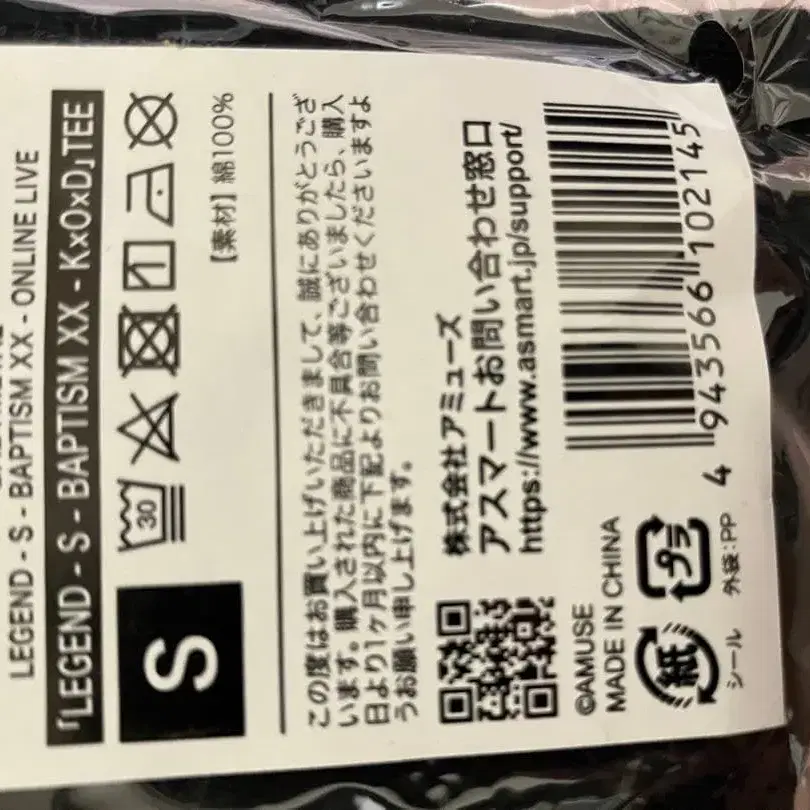 LEGEND - S - BAPTISM XX - ONLINE LIVE
「LEGEND - S - BAPTISM XX - K×O×D」TEE
S
30
【素材】綿100%
この度はお買い上げいただきまして、誠にありがとうござ
います。購入された商品に不具合等ございましたら、購入
日より1ヶ月以内に下記よりお問い合わせくださいますよ
うお願い申し上げます。
株式会社アミューズ
アスマートお問い合わせ窓口
https://www.asmart.jp/support/
©AMUSE
MADE IN CHINA
紙
シール
プラ
外袋:PP
4 943566 102145